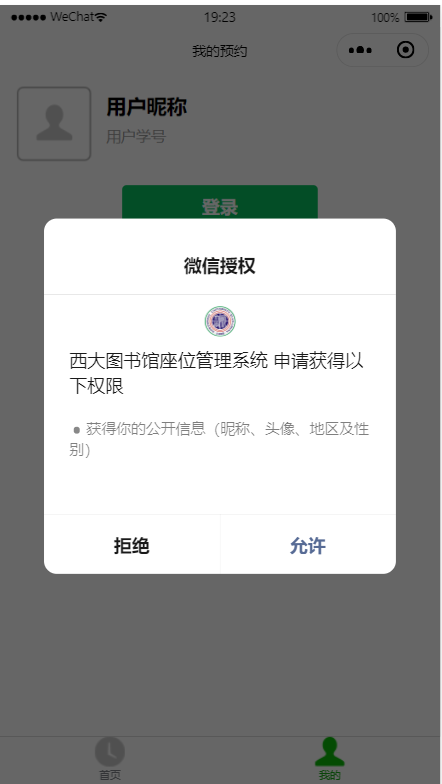 ●●●●● WeChat 19:23 100%
我的预约
用户昵称
用户学号
登录
微信授权
西大图书馆座位管理系统 申请获得以
下权限
● 获得你的公开信息（昵称、头像、地区及性
别）
拒绝 允许
首页 我的